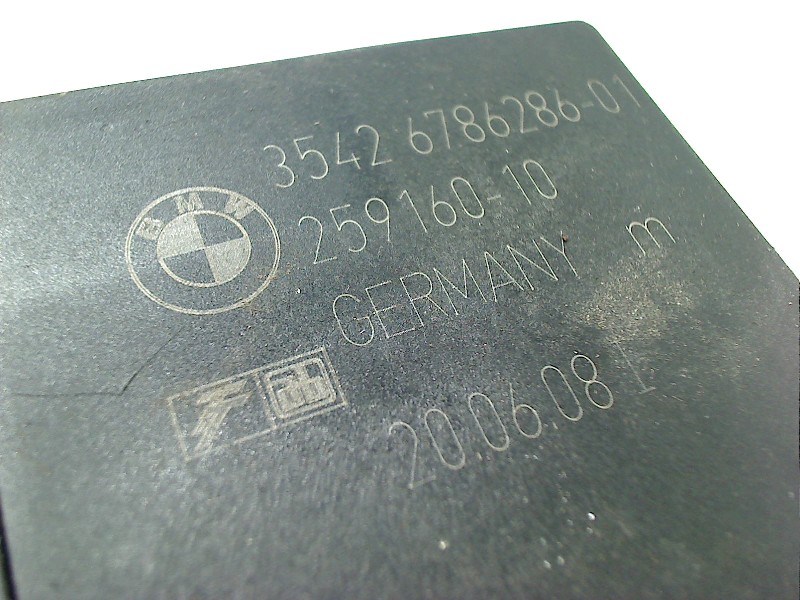 3542 6786286-01
259160-10
BMW
GERMANY m
20.06.08 I